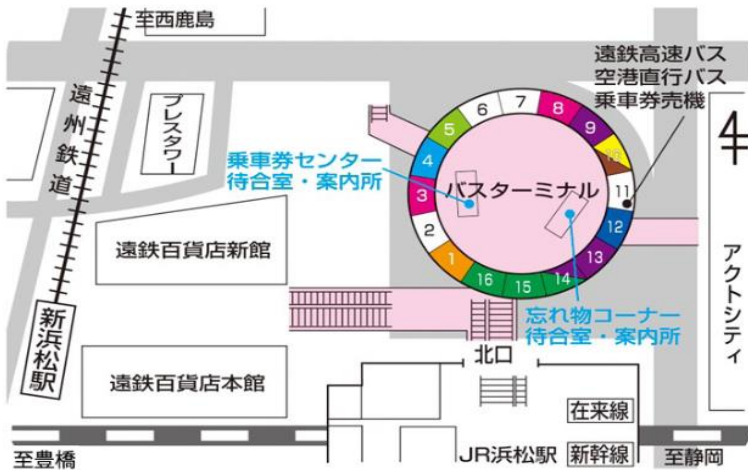 至西鹿島
遠州鉄道
プレスタワー
遠鉄高速バス
空港直行バス
乗車券売機
乗車券センター
待合室・案内所
バスターミナル
1
2
3
4
5
6
7
8
9
10
11
12
13
14
15
16
遠鉄百貨店新館
忘れ物コーナー
待合室・案内所
アクトシティ
新浜松駅
遠鉄百貨店本館
北口
在来線
JR浜松駅
新幹線
至豊橋
至静岡